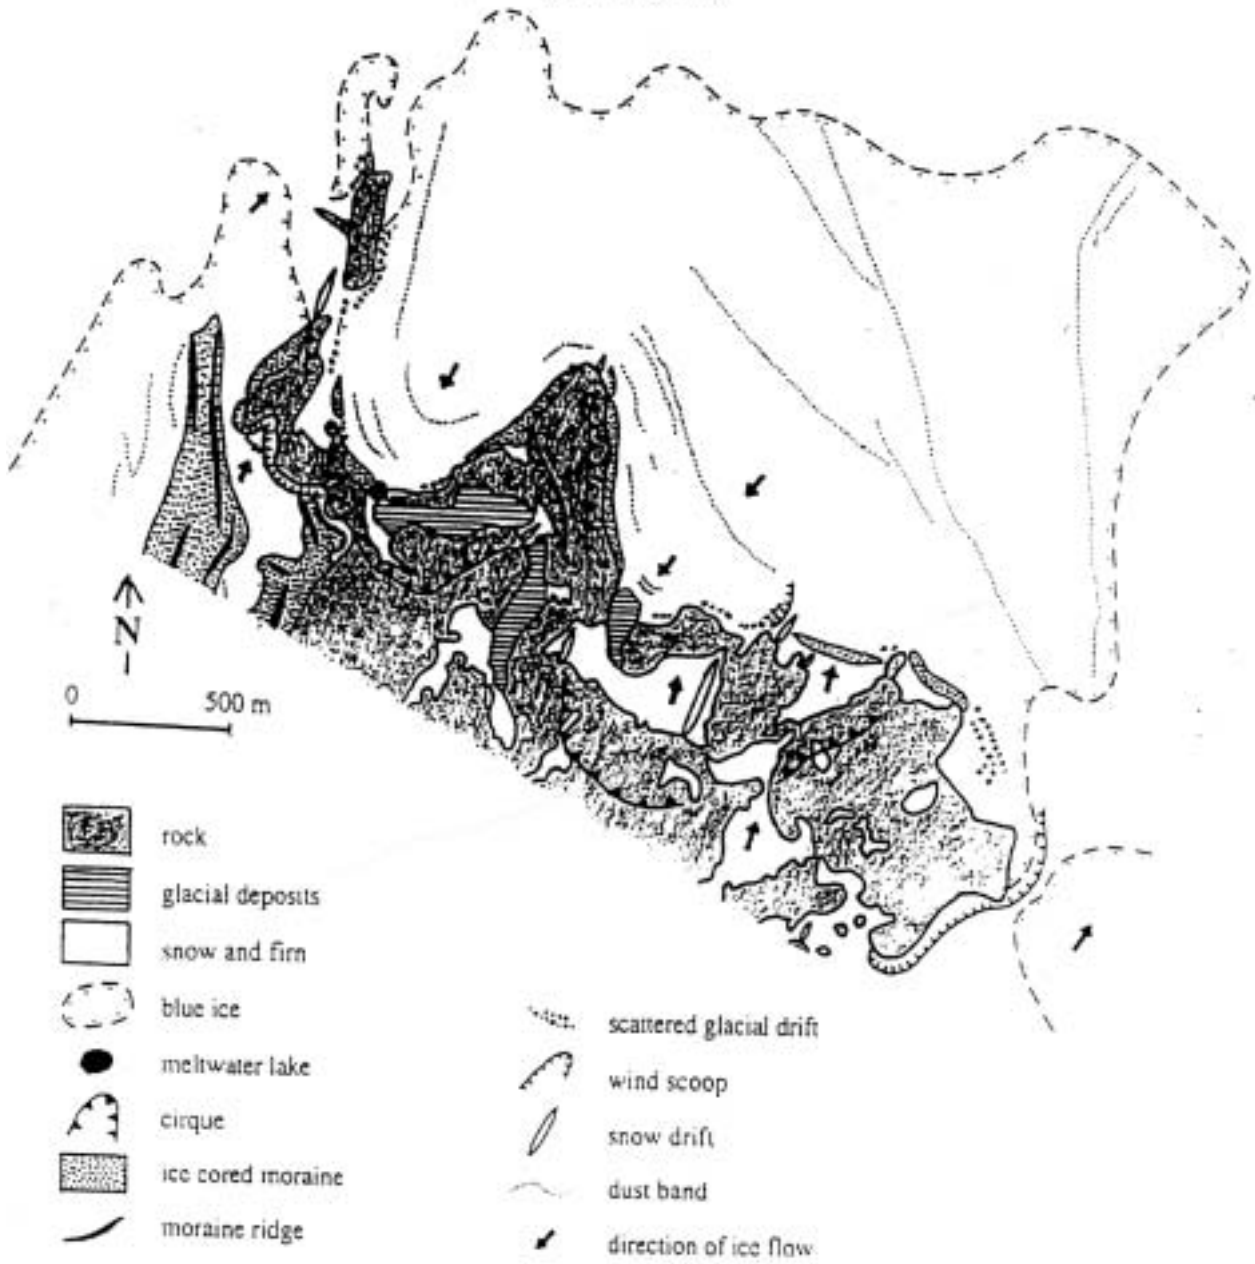 N
0 500 m
rock
glacial deposits
snow and firn
blue ice
meltwater lake
cirque
ice cored moraine
moraine ridge
scattered glacial drift
wind scoop
snow drift
dust band
direction of ice flow